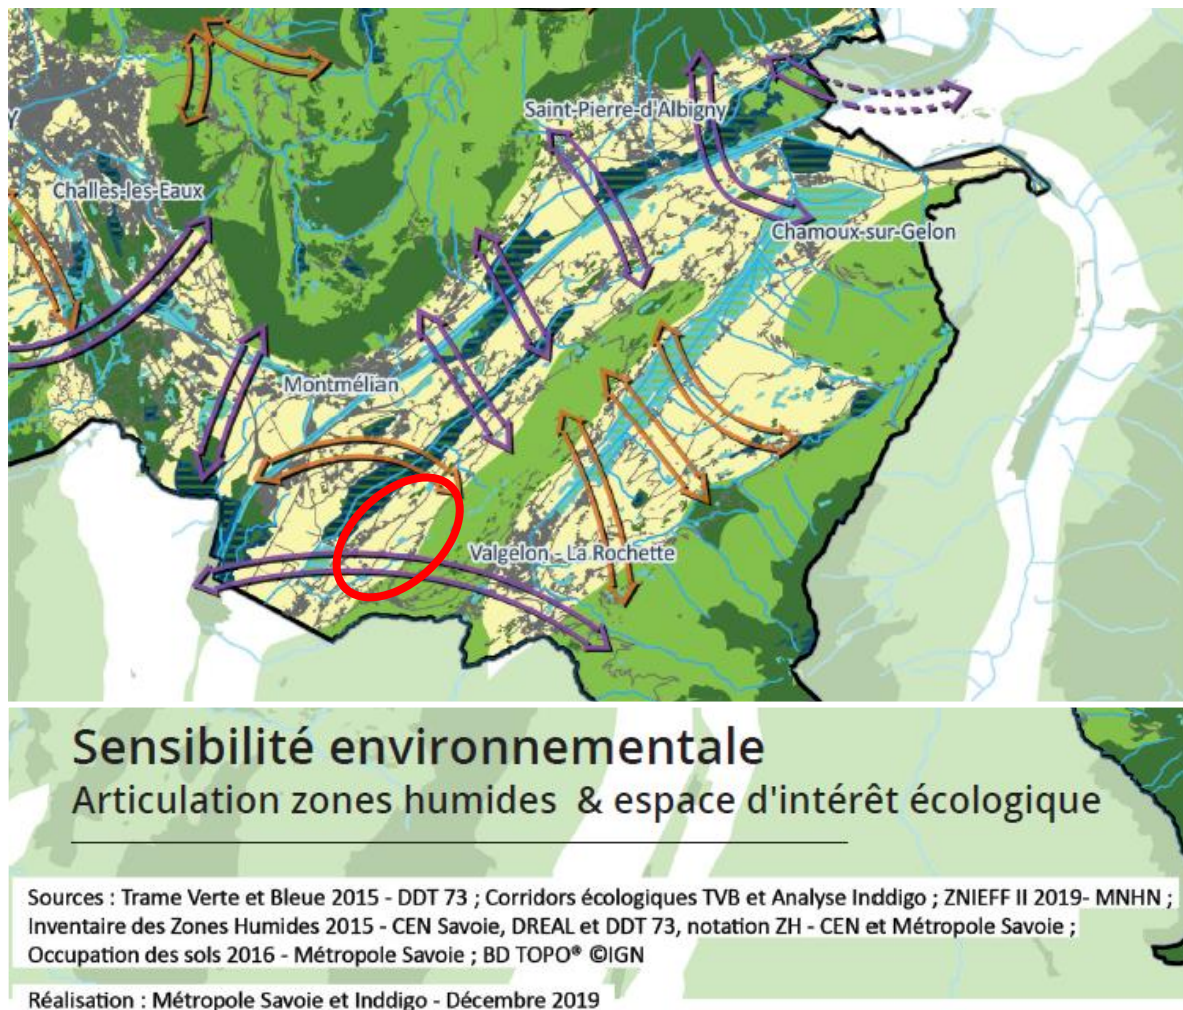 Saint-Pierre-d'Albigny
Y
Challes-les-Eaux
Chamoux-sur-Gelon
Montmélian
Valgelon - La Rochette
Sensibilité environnementale
Articulation zones humides & espace d'intérêt écologique
Sources : Trame Verte et Bleue 2015 - DDT 73 ; Corridors écologiques TVB et Analyse Inddigo ; ZNIEFF II 2019- MNHN ;
Inventaire des Zones Humides 2015 - CEN Savoie, DREAL et DDT 73, notation ZH - CEN et Métropole Savoie ;
Occupation des sols 2016 - Métropole Savoie ; BD TOPO® ©IGN
Réalisation : Métropole Savoie et Inddigo - Décembre 2019